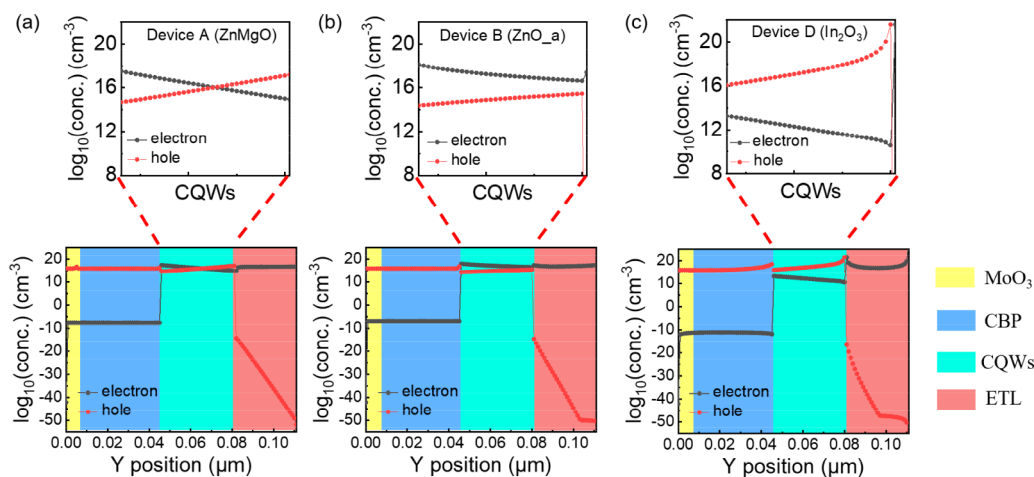 (a)
log₁₀(conc.) (cm⁻³)
20
16
12
8
Device A (ZnMgO)
electron
hole
CQWs
(b)
log₁₀(conc.) (cm⁻³)
20
16
12
8
Device B (ZnO_a)
electron
hole
CQWs
(c)
log₁₀(conc.) (cm⁻³)
20
16
12
8
Device D (In₂O₃)
electron
hole
CQWs
log₁₀(conc.) (cm⁻³)
20
10
0
-10
-20
-30
-40
-50
electron
hole
0.00 0.02 0.04 0.06 0.08 0.10
Y position (µm)
log₁₀(conc.) (cm⁻³)
20
10
0
-10
-20
-30
-40
-50
electron
hole
0.00 0.02 0.04 0.06 0.08 0.10
Y position (µm)
log₁₀(conc.) (cm⁻³)
20
10
0
-10
-20
-30
-40
-50
electron
hole
0.00 0.02 0.04 0.06 0.08 0.10
Y position (µm)
MoO₃
CBP
CQWs
ETL